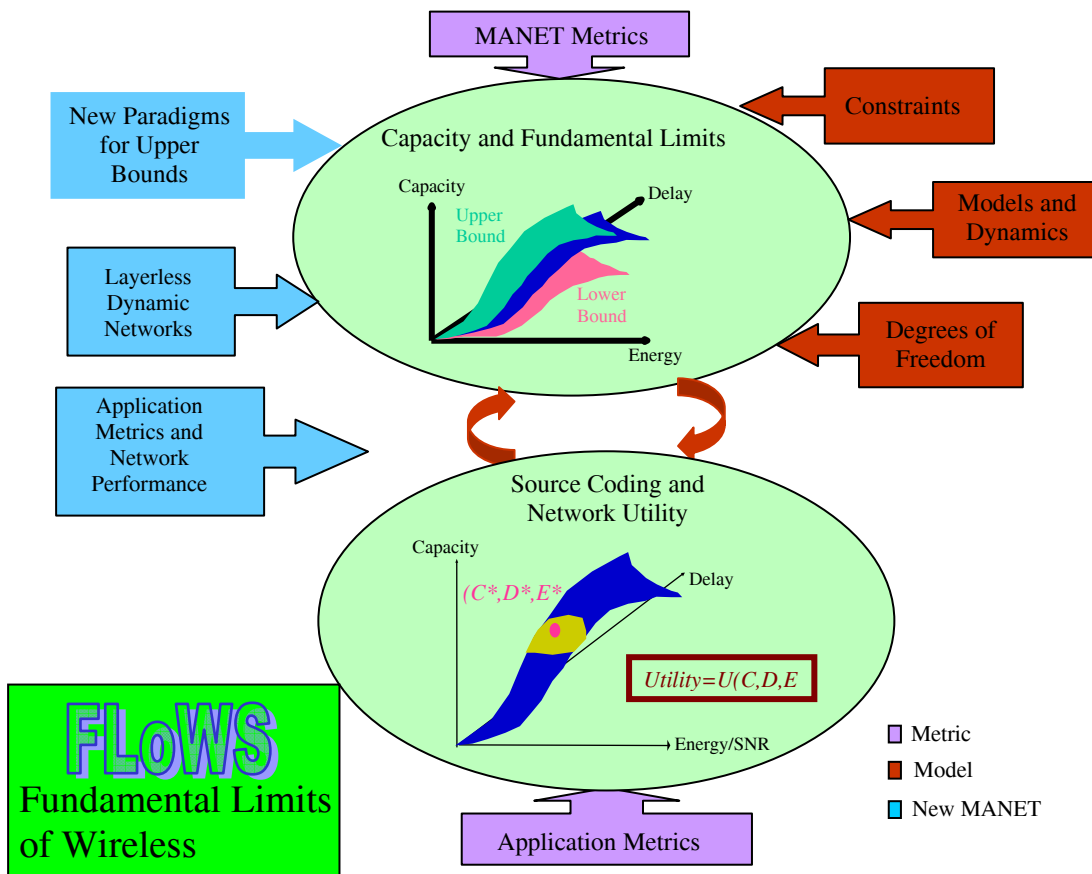 MANET Metrics
New Paradigms
for Upper
Bounds
Constraints
Capacity and Fundamental Limits
Capacity
Delay
Upper
Bound
Models and
Dynamics
Layerless
Dynamic
Networks
Lower
Bound
Energy
Degrees of
Freedom
Application
Metrics and
Network
Performance
Source Coding and
Network Utility
Capacity
Delay
(C*,D*,E*
Utility=U(C,D,E
Energy/SNR
FLoWS
Fundamental Limits
of Wireless
Metric
Model
New MANET
Application Metrics